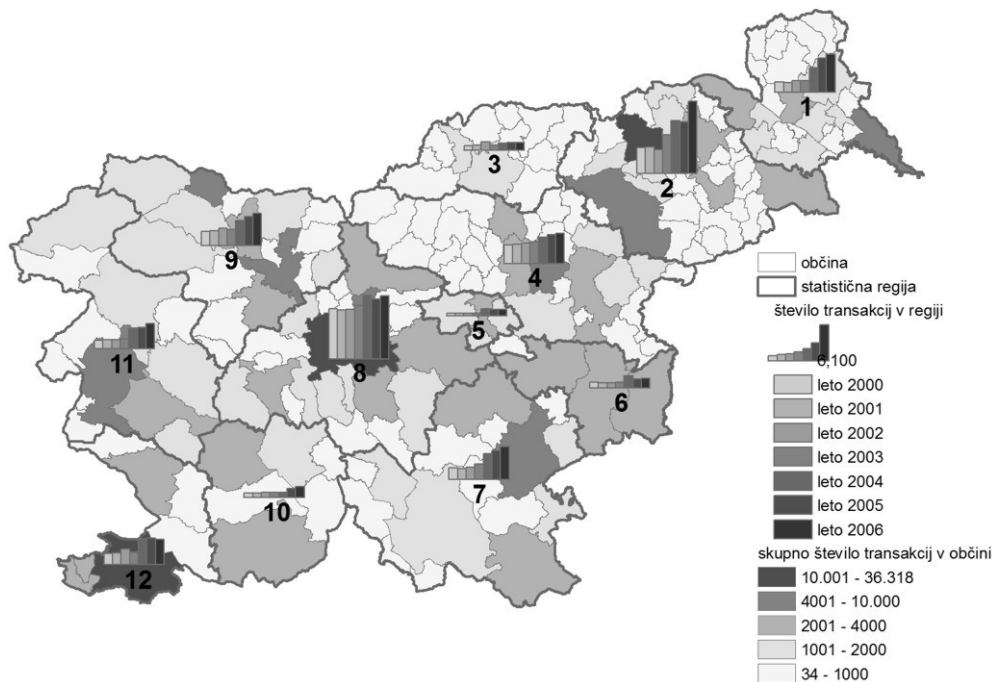 1
2
3
4
5
6
7
8
9
10
11
12
občina
statistična regija
število transakcij v regiji
6,100
leto 2000
leto 2001
leto 2002
leto 2003
leto 2004
leto 2005
leto 2006
skupno število transakcij v občini
10.001 - 36.318
4001 - 10.000
2001 - 4000
1001 - 2000
34 - 1000